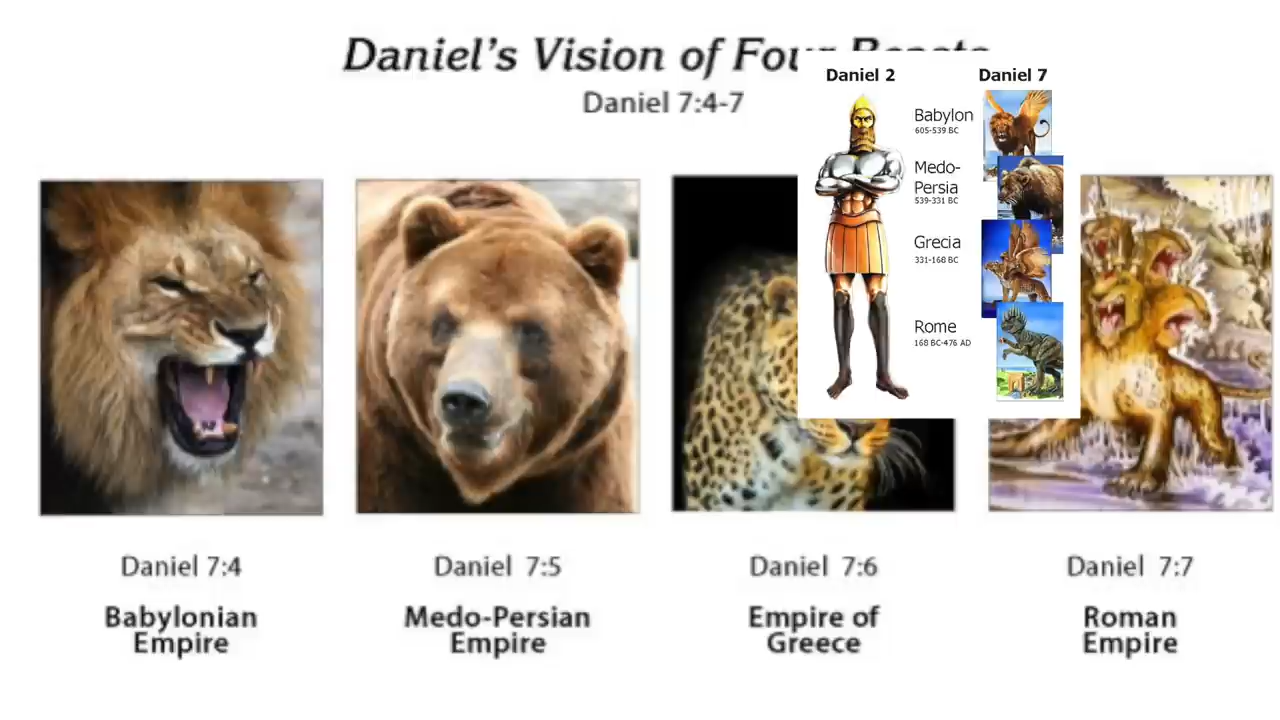 Daniel's Vision of Four Beasts
Daniel 7:4-7
Daniel 2
Daniel 7
Babylon
605-539 BC
Medo-
Persia
539-331 BC
Grecia
331-168 BC
Rome
168 BC-476 AD
Daniel 7:4
Babylonian
Empire
Daniel 7:5
Medo-Persian
Empire
Daniel 7:6
Empire of
Greece
Daniel 7:7
Roman
Empire